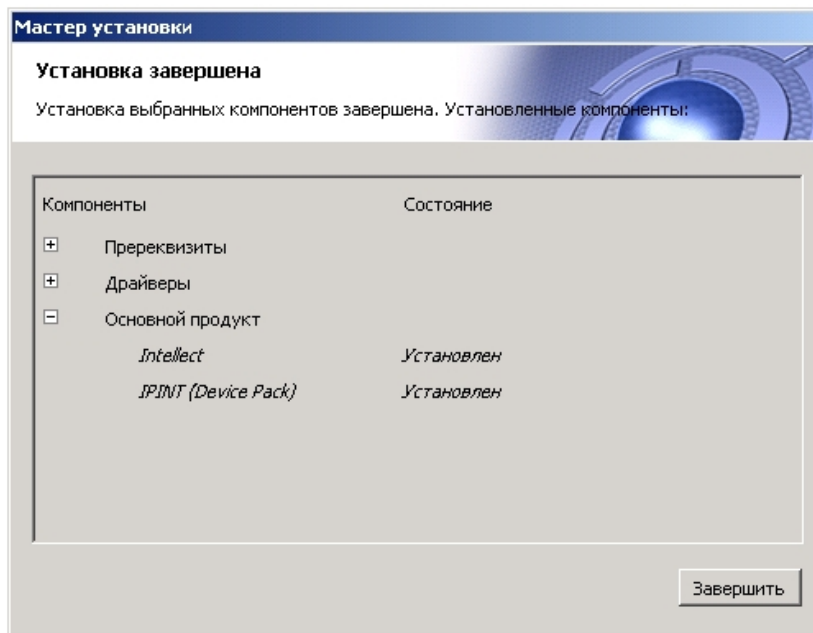 Мастер установки
Установка завершена
Установка выбранных компонентов завершена. Установленные компоненты:
Компоненты Состояние
Пререквизиты
Драйверы
Основной продукт
Intellect Установлен
IPINT (Device Pack) Установлен
Завершить